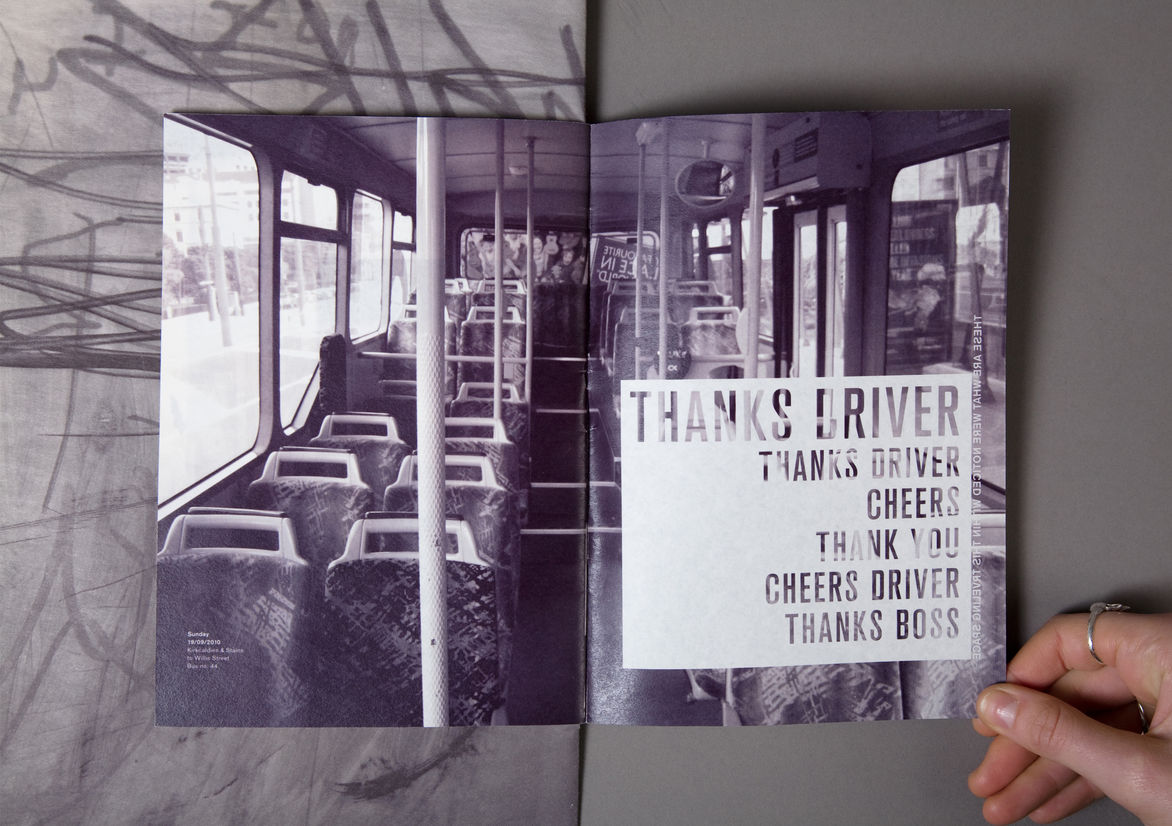 Sunday
19/09/2010
Kirkcaldies & Stains
to Willis Street
Bus no. 44
THANKS DRIVER
THANKS DRIVER
CHEERS
THANK YOU
CHEERS DRIVER
THANKS BOSS
THESE ARE WHAT WERE NOTICED WITHIN THIS TRVELING SPACE